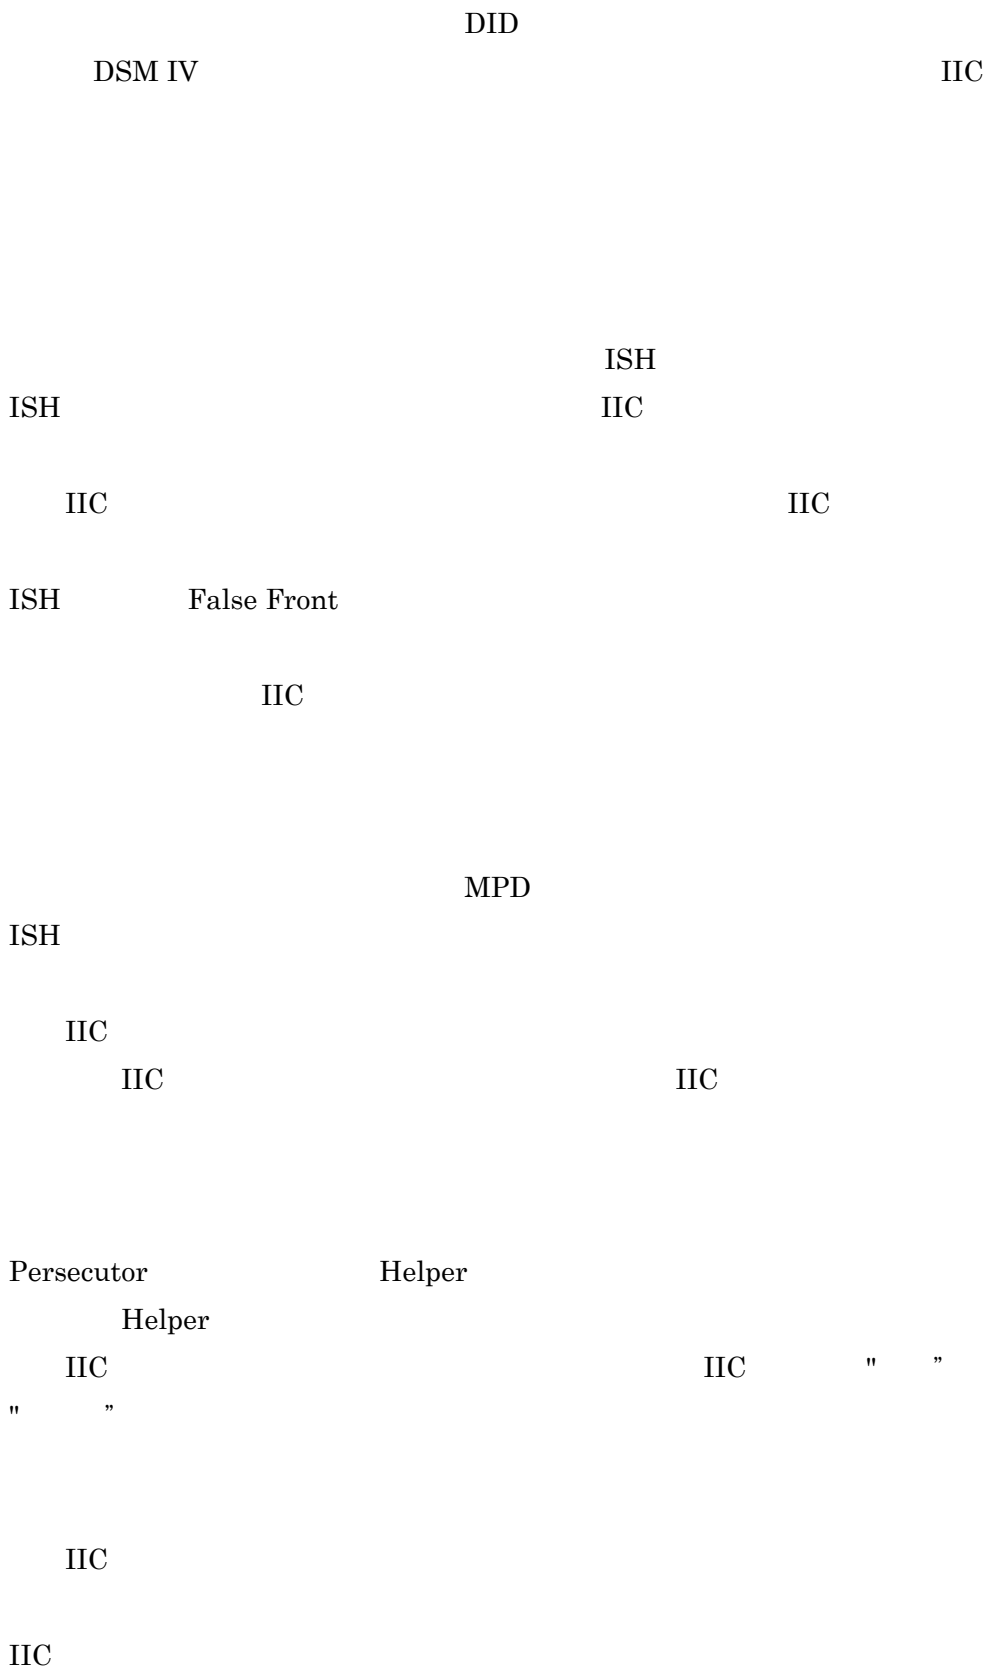 DID
DSM IV IIC
ISH
ISH IIC
IIC IIC
ISH False Front
IIC
MPD
ISH
IIC
IIC IIC
Persecutor Helper
Helper
IIC IIC " ”
" ”
IIC
IIC